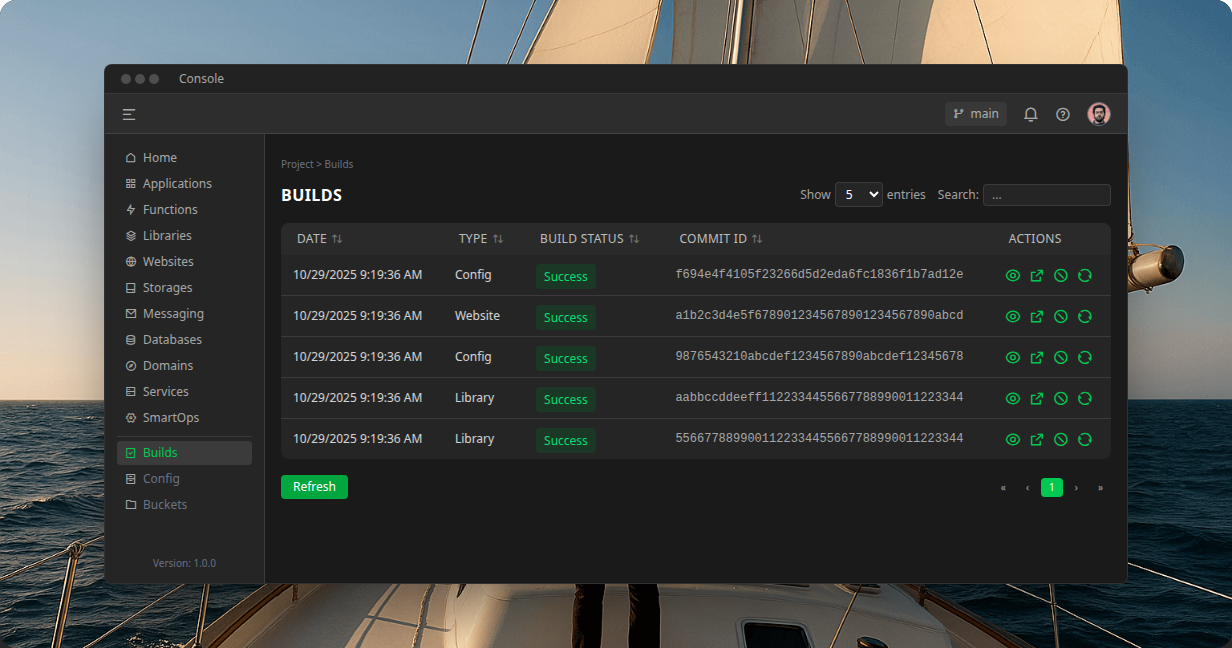 Console
main
Home
Applications
Functions
Libraries
Websites
Storages
Messaging
Databases
Domains
Services
SmartOps
Builds
Config
Buckets
Version: 1.0.0
Project > Builds
BUILDS
Show 5 entries Search: ...
DATE TYPE BUILD STATUS COMMIT ID ACTIONS
10/29/2025 9:19:36 AM Config Success f694e4f4105f23266d5d2eda6fc1836f1b7ad12e
10/29/2025 9:19:36 AM Website Success a1b2c3d4e5f6789012345678901234567890abcd
10/29/2025 9:19:36 AM Config Success 9876543210abcdef1234567890abcdef12345678
10/29/2025 9:19:36 AM Library Success aabbccddeeff1122334455667788990011223344
10/29/2025 9:19:36 AM Library Success 5566778899001122334455667788990011223344
Refresh
« ‹ 1 › »